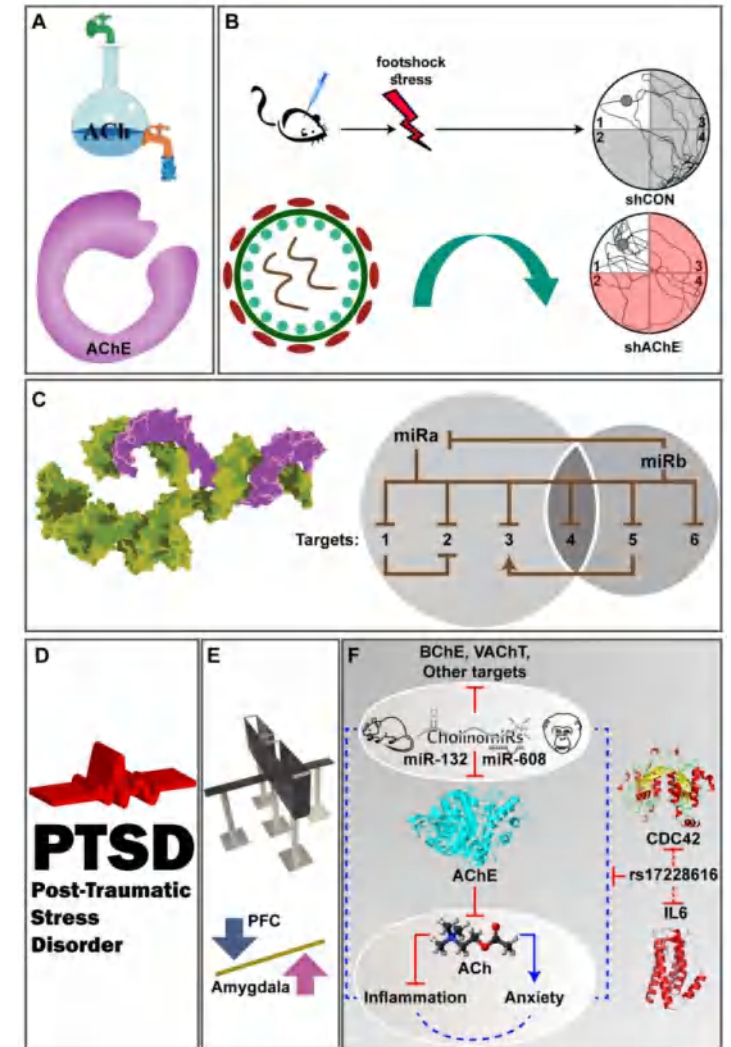 A
ACh
AChE
B
footshock
stress
1
2
3
4
shCON
1
2
3
4
shAChE
C
miRa
miRb
Targets: 1 2 3 4 5 6
D
PTSD
Post-Traumatic
Stress
Disorder
E
PFC
Amygdala
F
BChE, VAChT,
Other targets
CholinomiRs
miR-132 miR-608
AChE
ACh
Inflammation Anxiety
CDC42
rs17228616
IL6